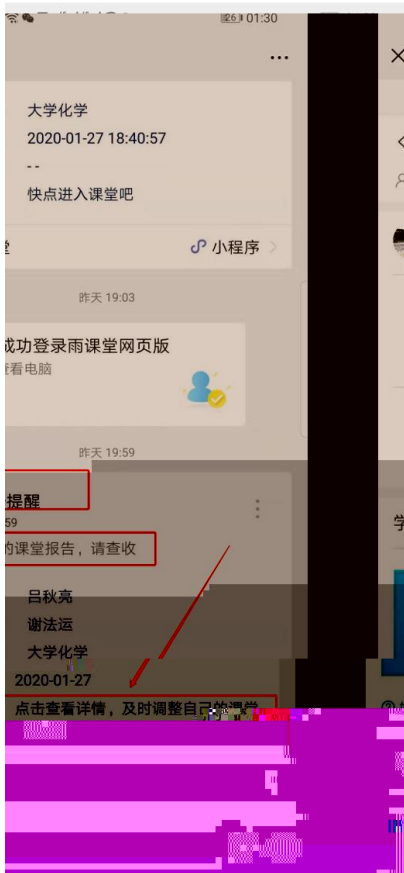 26 01:30
大学化学
2020-01-27 18:40:57
--
快点进入课堂吧
小程序
昨天 19:03
成功登录雨课堂网页版
查看电脑
昨天 19:59
提醒
59
的课堂报告，请查收
吕秋亮
谢法运
大学化学
2020-01-27
点击查看详情，及时调整自己的课堂
学